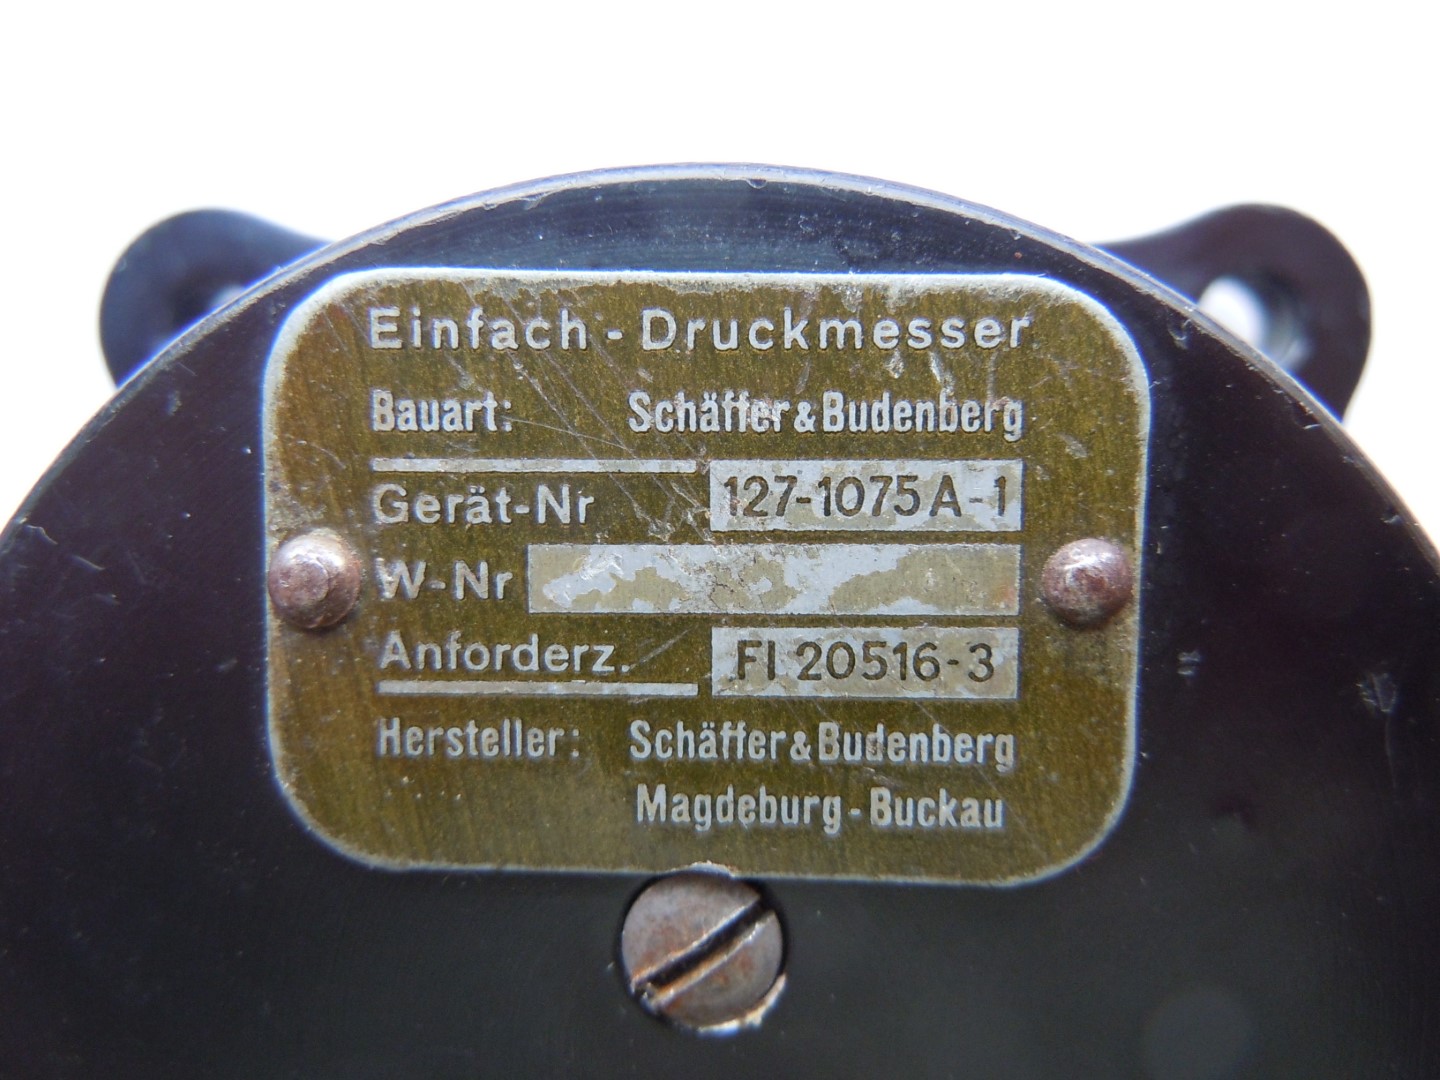 Einfach - Druckmesser
Bauart: Schäffer & Budenberg
Gerät-Nr 127-1075 A-1
W-Nr
Anforderz. Fl 20516-3
Hersteller: Schäffer & Budenberg
Magdeburg - Buckau